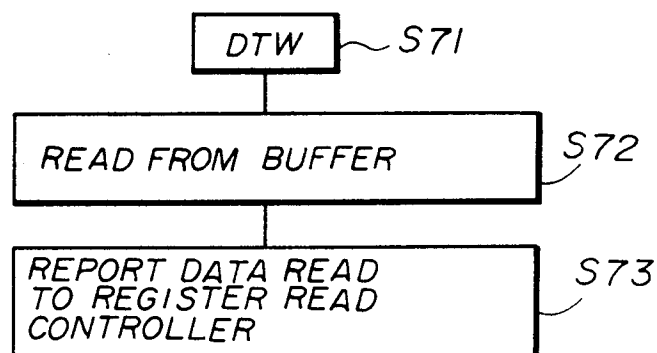 DTW S71
READ FROM BUFFER S72
REPORT DATA READ
TO REGISTER READ S73
CONTROLLER